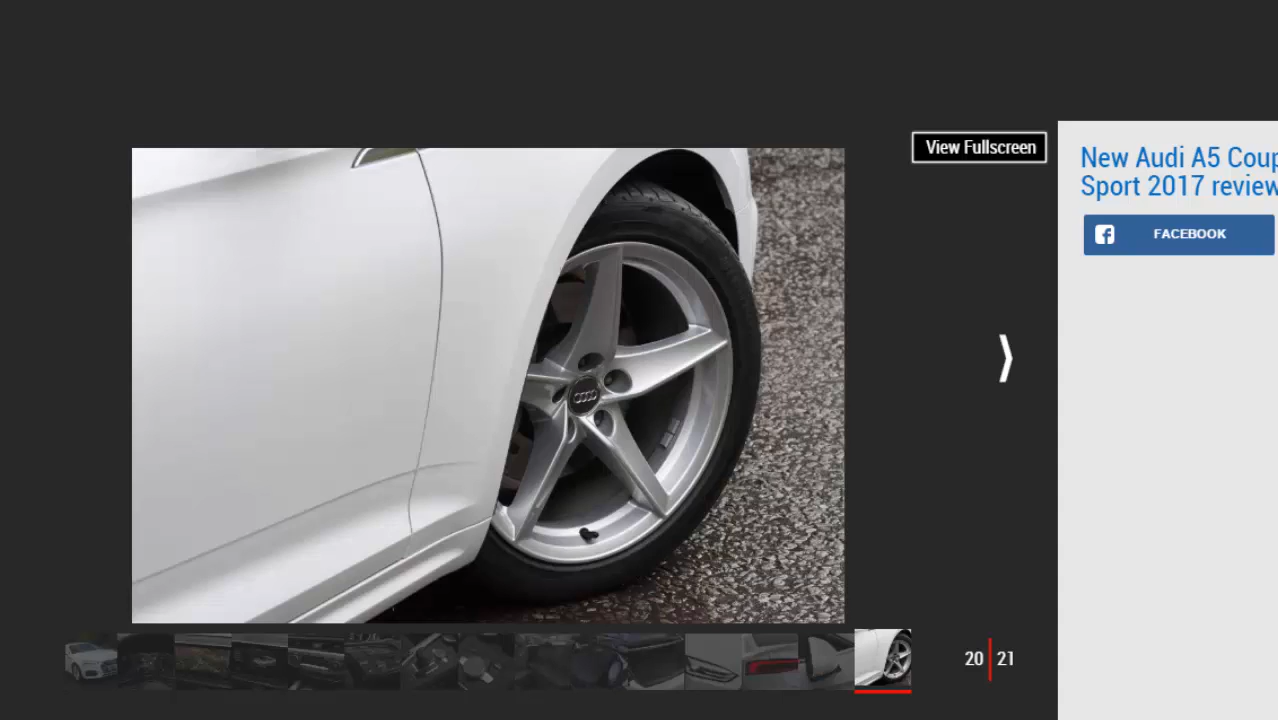 View Fullscreen
New Audi A5 Coup
Sport 2017 review
FACEBOOK
20
21